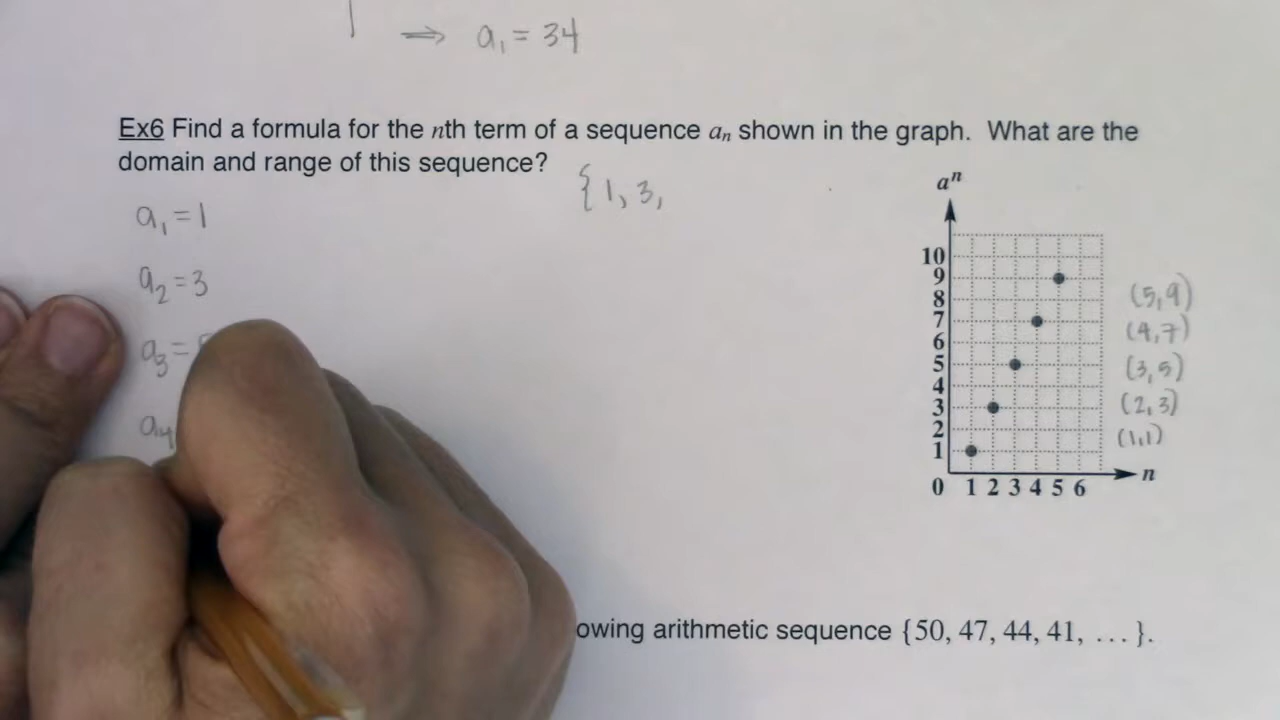 ⇒ a₁ = 34
Ex6 Find a formula for the nth term of a sequence aₙ shown in the graph. What are the
domain and range of this sequence?
{1, 3,
a₁ = 1
a₂ = 3
a₃ =
a₄
aⁿ
10
9
8
7
6
5
4
3
2
1
0 1 2 3 4 5 6
n
(5,9)
(4,7)
(3,5)
(2,3)
(1,1)
owing arithmetic sequence {50, 47, 44, 41, … }.